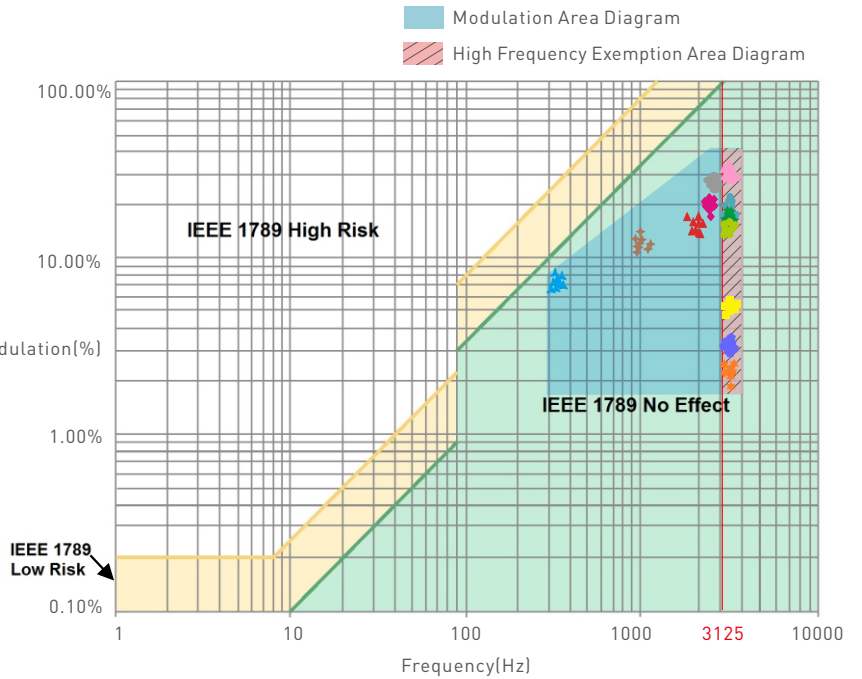 Modulation Area Diagram
High Frequency Exemption Area Diagram
100.00%
IEEE 1789 High Risk
10.00%
dulation(%)
IEEE 1789 No Effect
1.00%
IEEE 1789
Low Risk
0.10%
1 10 100 1000 3125 10000
Frequency(Hz)